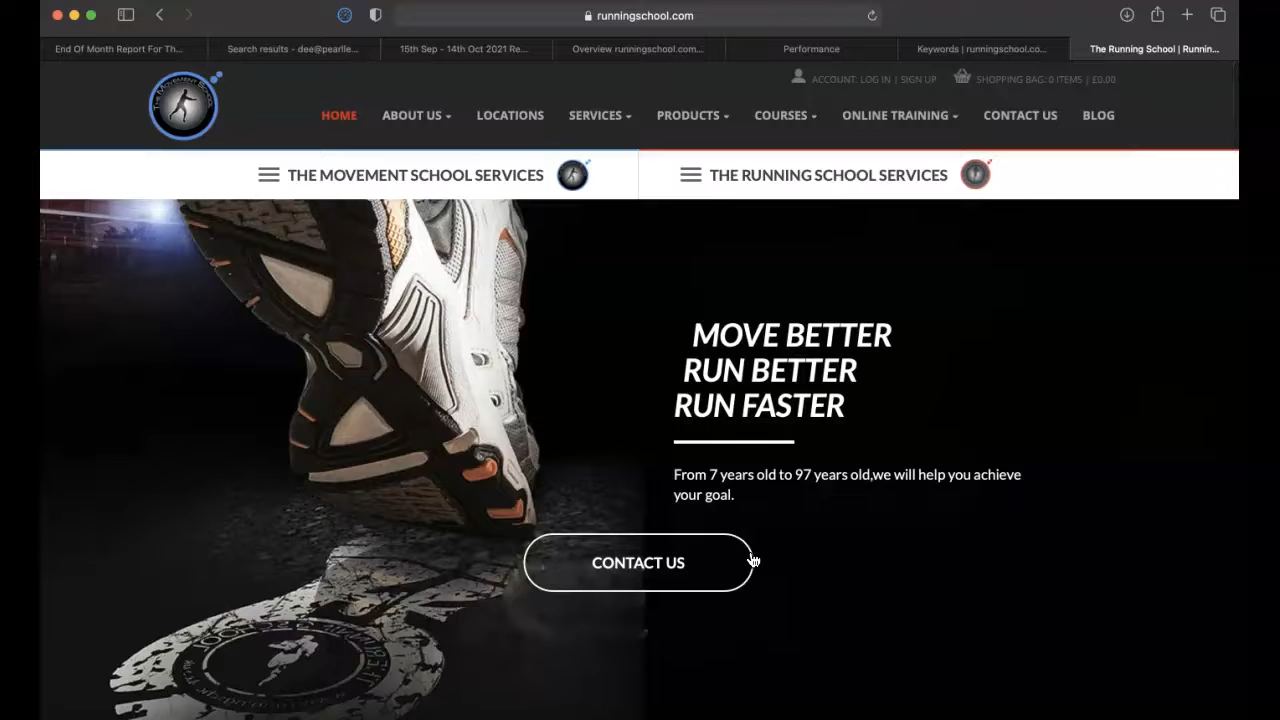 runningschool.com
End Of Month Report For Th...
Search results - dee@pearlle...
15th Sep - 14th Oct 2021 Re...
Overview runningschool.com...
Performance
Keywords | runningschool.co...
The Running School | Runnin...
THE MOVEMENT SCHOOL
ACCOUNT: LOG IN | SIGN UP
SHOPPING BAG: 0 ITEMS | £0.00
HOME
ABOUT US
LOCATIONS
SERVICES
PRODUCTS
COURSES
ONLINE TRAINING
CONTACT US
BLOG
THE MOVEMENT SCHOOL SERVICES
THE RUNNING SCHOOL SERVICES
MOVE BETTER
RUN BETTER
RUN FASTER
From 7 years old to 97 years old,we will help you achieve
your goal.
CONTACT US